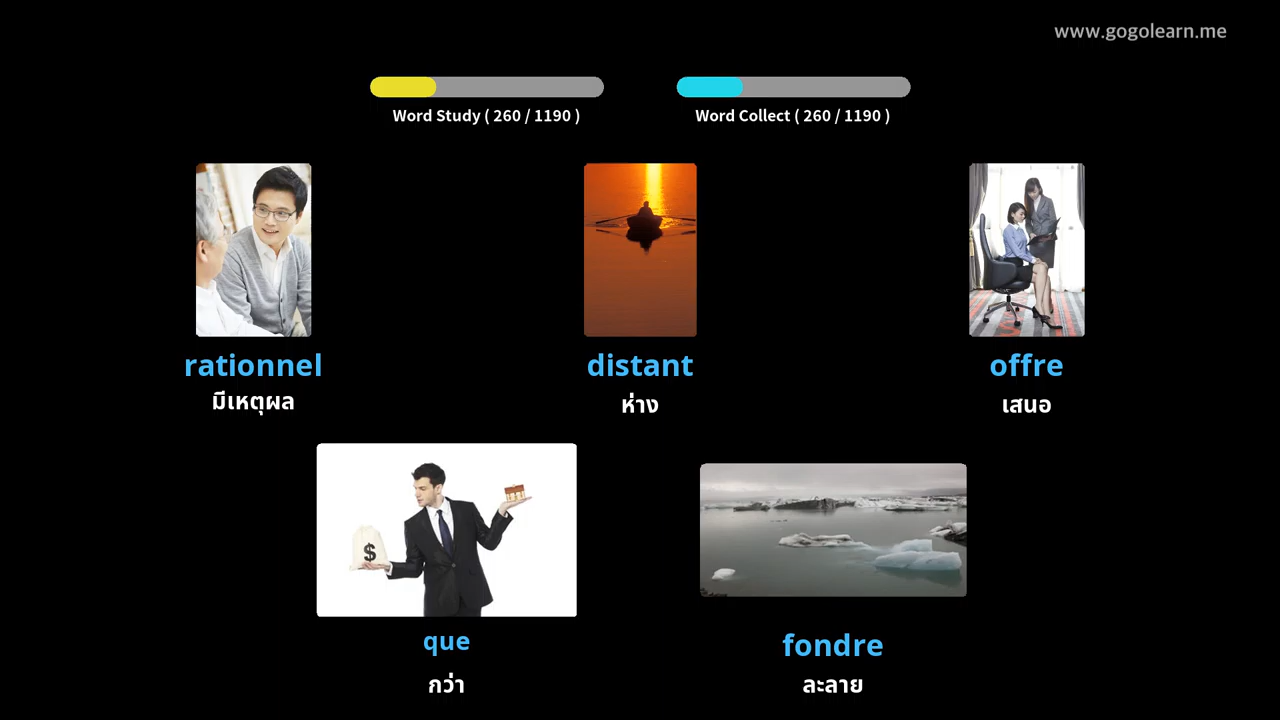 www.gogolearn.me
Word Study ( 260 / 1190 )
Word Collect ( 260 / 1190 )
rationnel
มีเหตุผล
distant
ห่าง
offre
เสนอ
$
que
กว่า
fondre
ละลาย